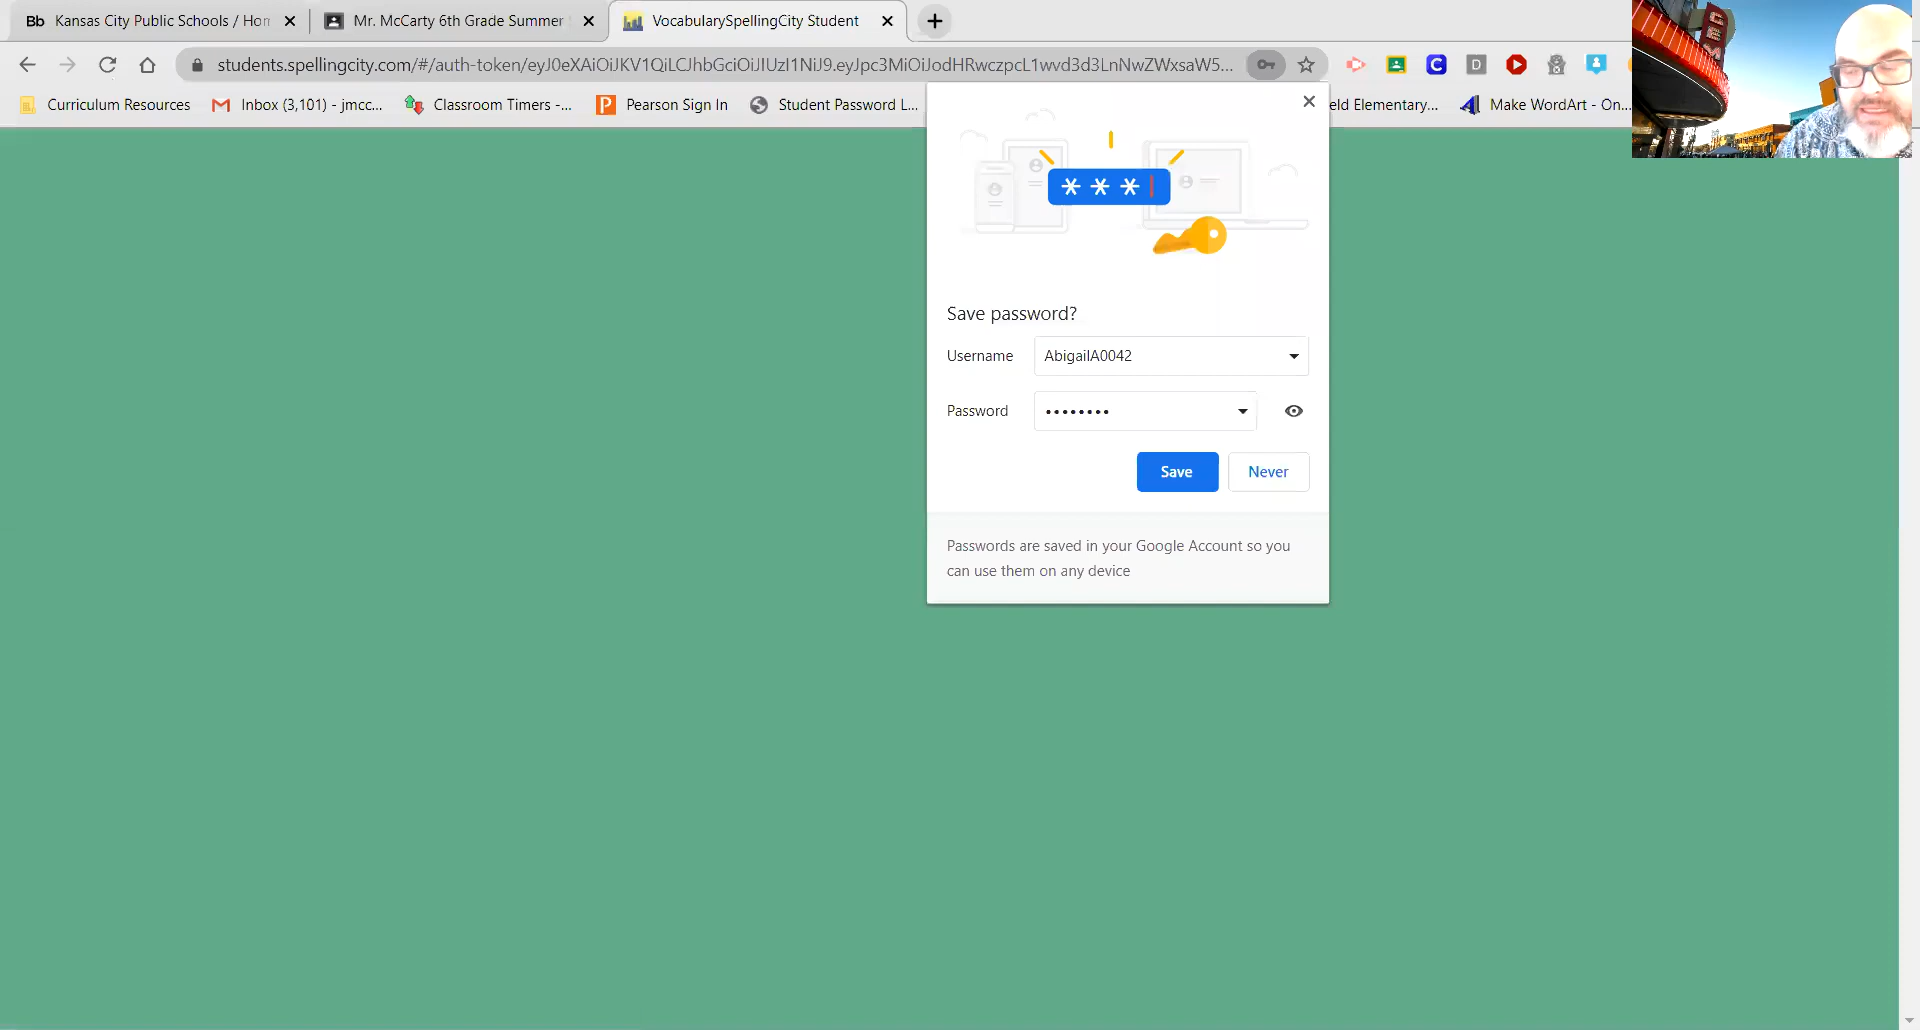 Bb Kansas City Public Schools / Hom
Mr. McCarty 6th Grade Summer
VocabularySpellingCity Student
students.spellingcity.com/#/auth-token/eyJ0eXAiOiJKV1QiLCJhbGciOiJIUzI1NiJ9.eyJpc3MiOiJodHRwczpcL1wvd3d3LnNwZWxsaW5...
Curriculum Resources
Inbox (3,101) - jmcc...
Classroom Timers -...
Pearson Sign In
Student Password L...
eld Elementary...
Make WordArt - On...
GEM
* * *
Save password?
Username AbigailA0042
Password ••••••••
Save Never
Passwords are saved in your Google Account so you
can use them on any device